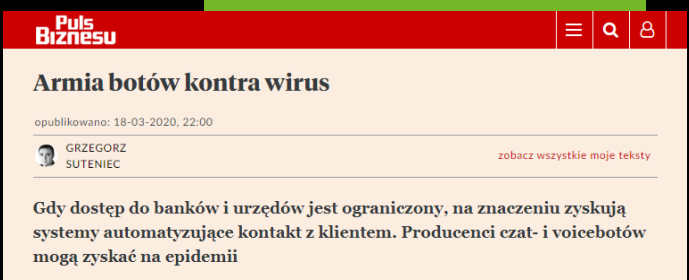 Puls
Biznesu
Armia botów kontra wirus
opublikowano: 18-03-2020, 22:00
GRZEGORZ
SUTENIEC
zobacz wszystkie moje teksty
Gdy dostęp do banków i urzędów jest ograniczony, na znaczeniu zyskują
systemy automatyzujące kontakt z klientem. Producenci czat- i voicebotów
mogą zyskać na epidemii